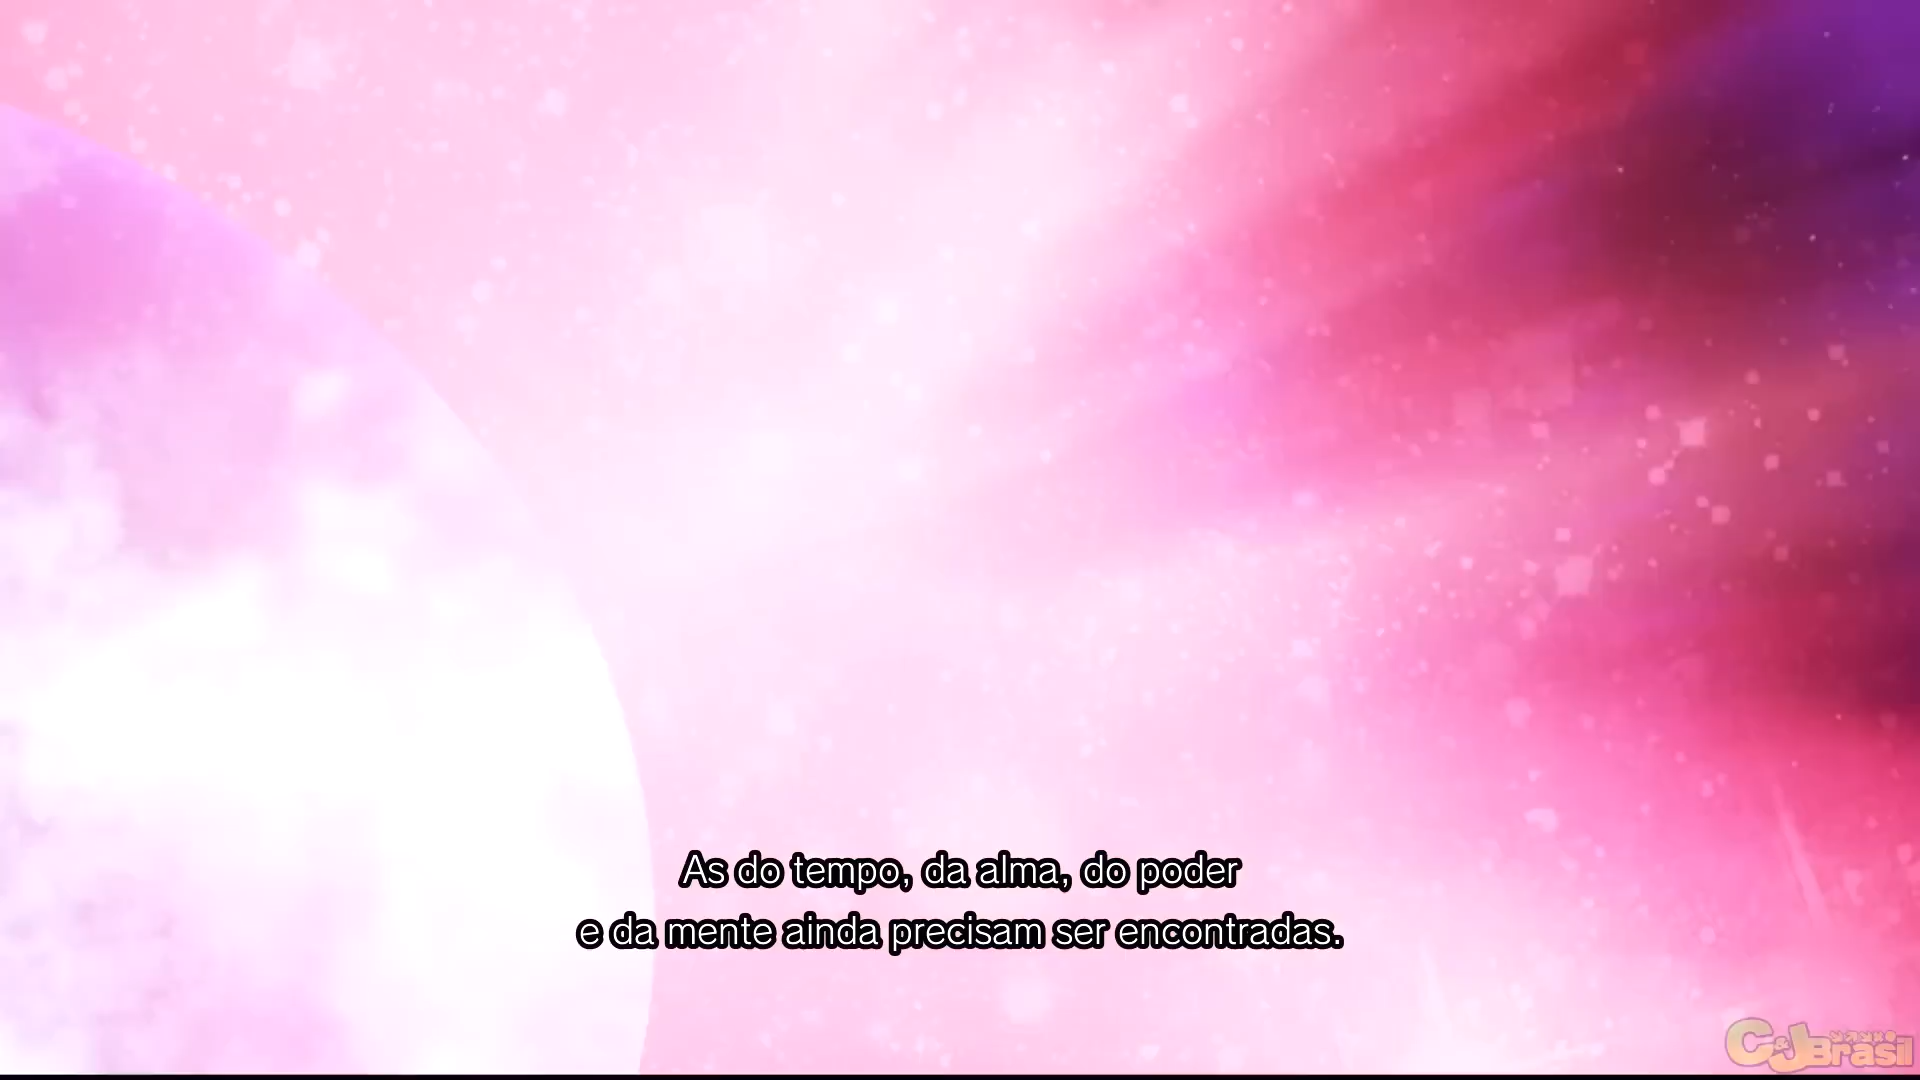 As do tempo, da alma, do poder
e da mente ainda precisam ser encontradas.
C&J
Brasil